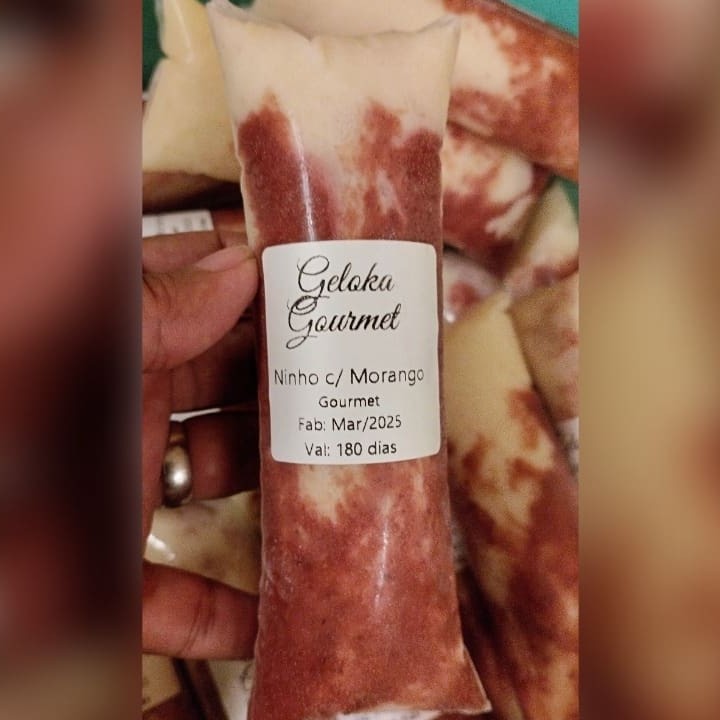 Geloka
Gourmet
Ninho c/ Morango
Gourmet
Fab: Mar/2025
Val: 180 dias